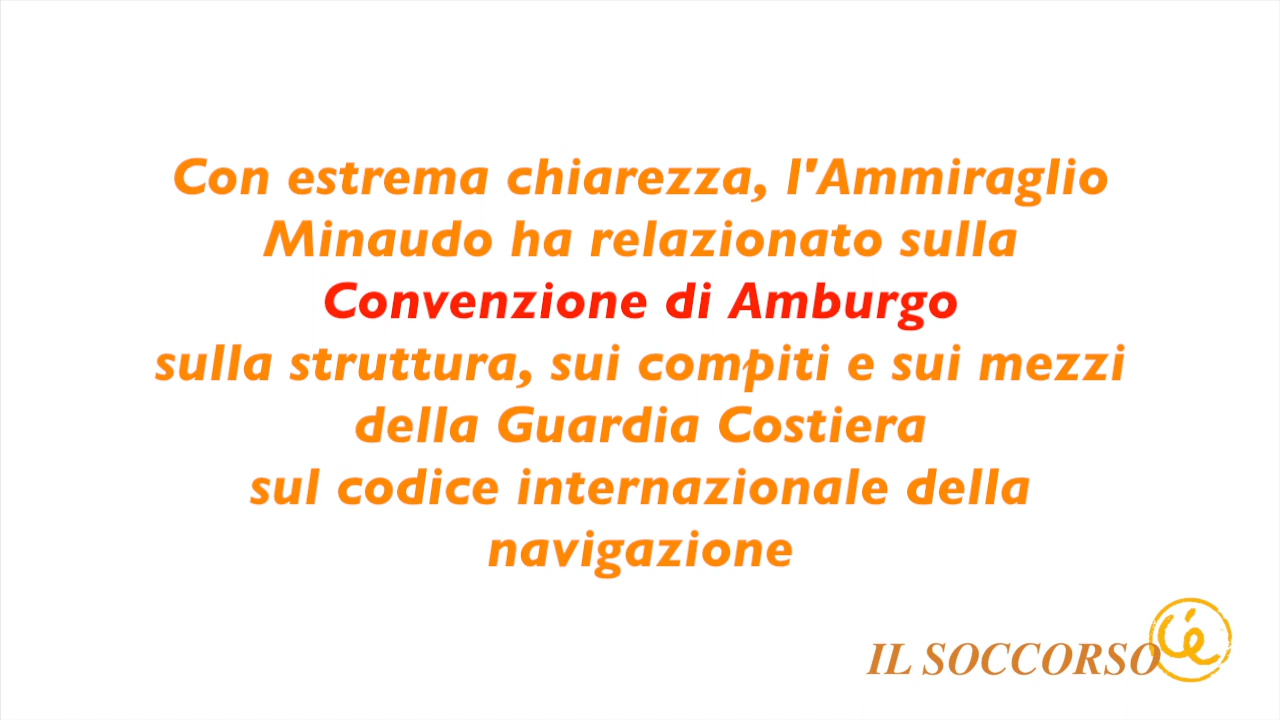 Con estrema chiarezza, l'Ammiraglio
Minaudo ha relazionato sulla
Convenzione di Amburgo
sulla struttura, sui compiti e sui mezzi
della Guardia Costiera
sul codice internazionale della
navigazione
IL SOCCORSO
c'è